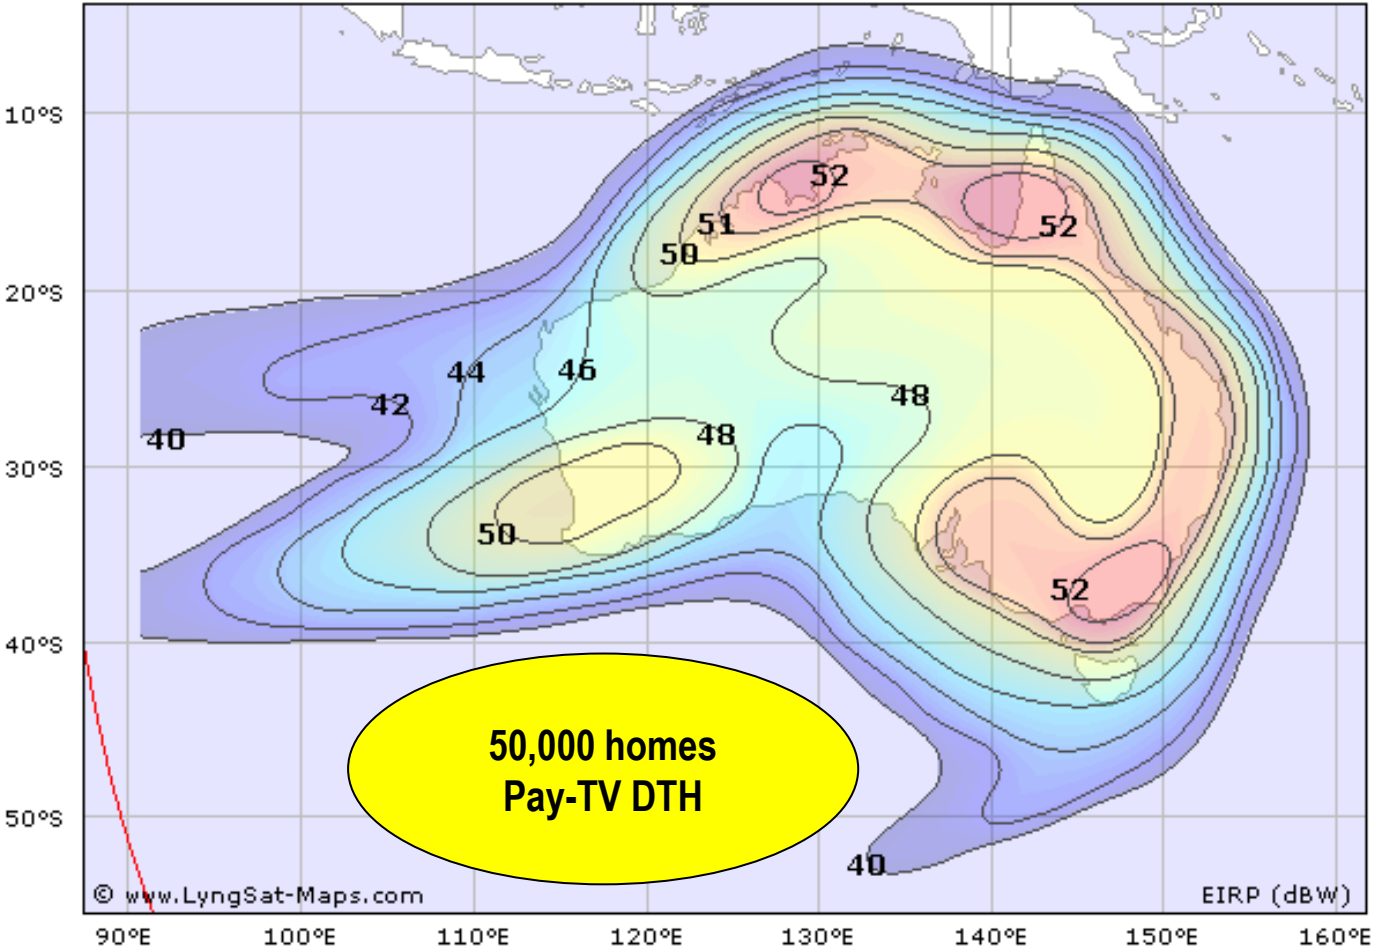 10°S
52
51
52
50
20°S
44
46
42
48
40
48
30°S
50
52
40°S
50,000 homes
Pay-TV DTH
50°S
40
© www.LyngSat-Maps.com
EIRP (dBW)
90°E 100°E 110°E 120°E 130°E 140°E 150°E 160°E